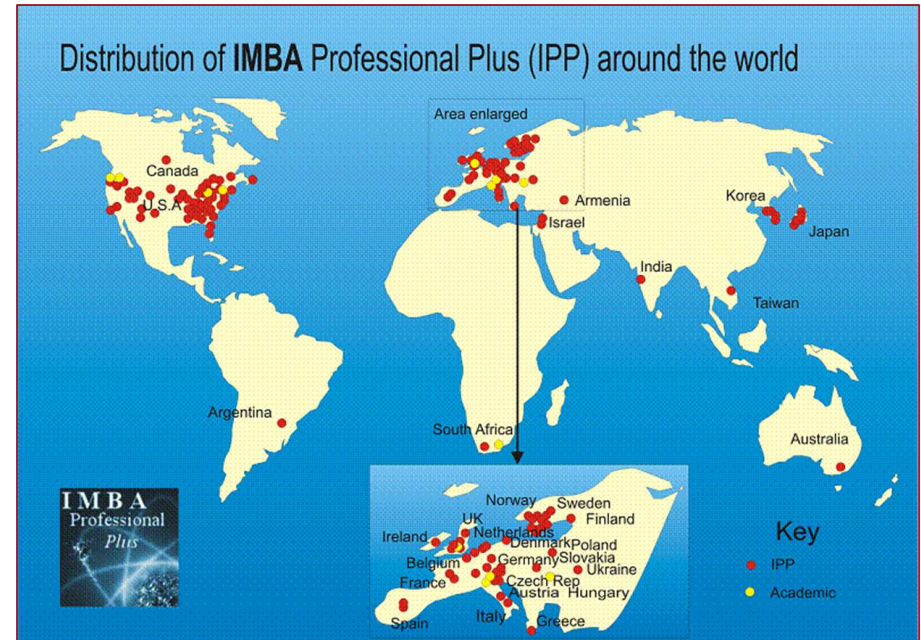 Distribution of IMBA Professional Plus (IPP) around the world
Area enlarged
Canada
U.S.A
Armenia
Israel
Korea
Japan
India
Taiwan
Argentina
South Africa
Australia
IMBA
Professional
Plus
Norway
Sweden
Finland
UK
Ireland
Netherlands
Denmark
Poland
Belgium
Germany
Slovakia
Ukraine
France
Czech Rep
Austria
Hungary
Spain
Italy
Greece
Key
IPP
Academic